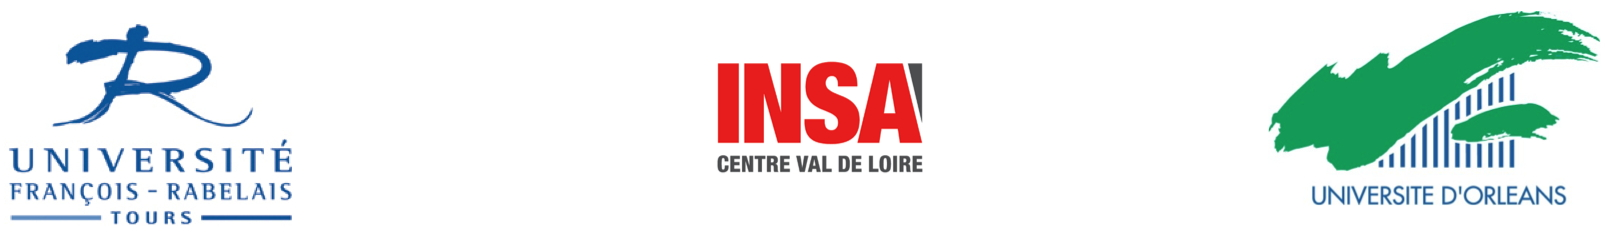 UNIVERSITÉ
FRANÇOIS - RABELAIS
TOURS
INSA
CENTRE VAL DE LOIRE
UNIVERSITE D'ORLEANS